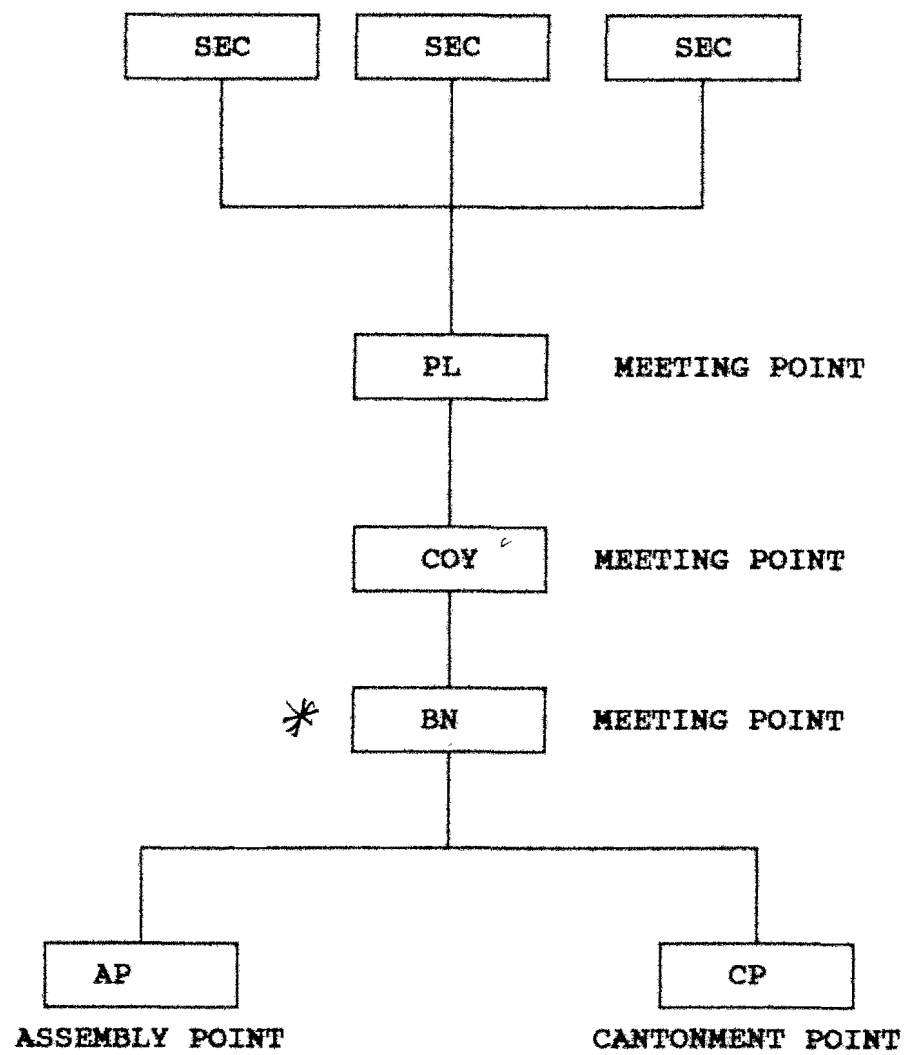 SEC SEC SEC
PL MEETING POINT
COY MEETING POINT
* BN MEETING POINT
AP CP
ASSEMBLY POINT CANTONMENT POINT